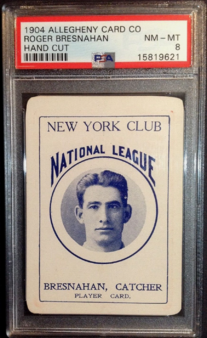 1904 ALLEGHENY CARD CO
ROGER BRESNAHAN NM - MT
HAND CUT 8
PSA 15819621
NEW YORK CLUB
NATIONAL LEAGUE
BRESNAHAN, CATCHER
PLAYER CARD.